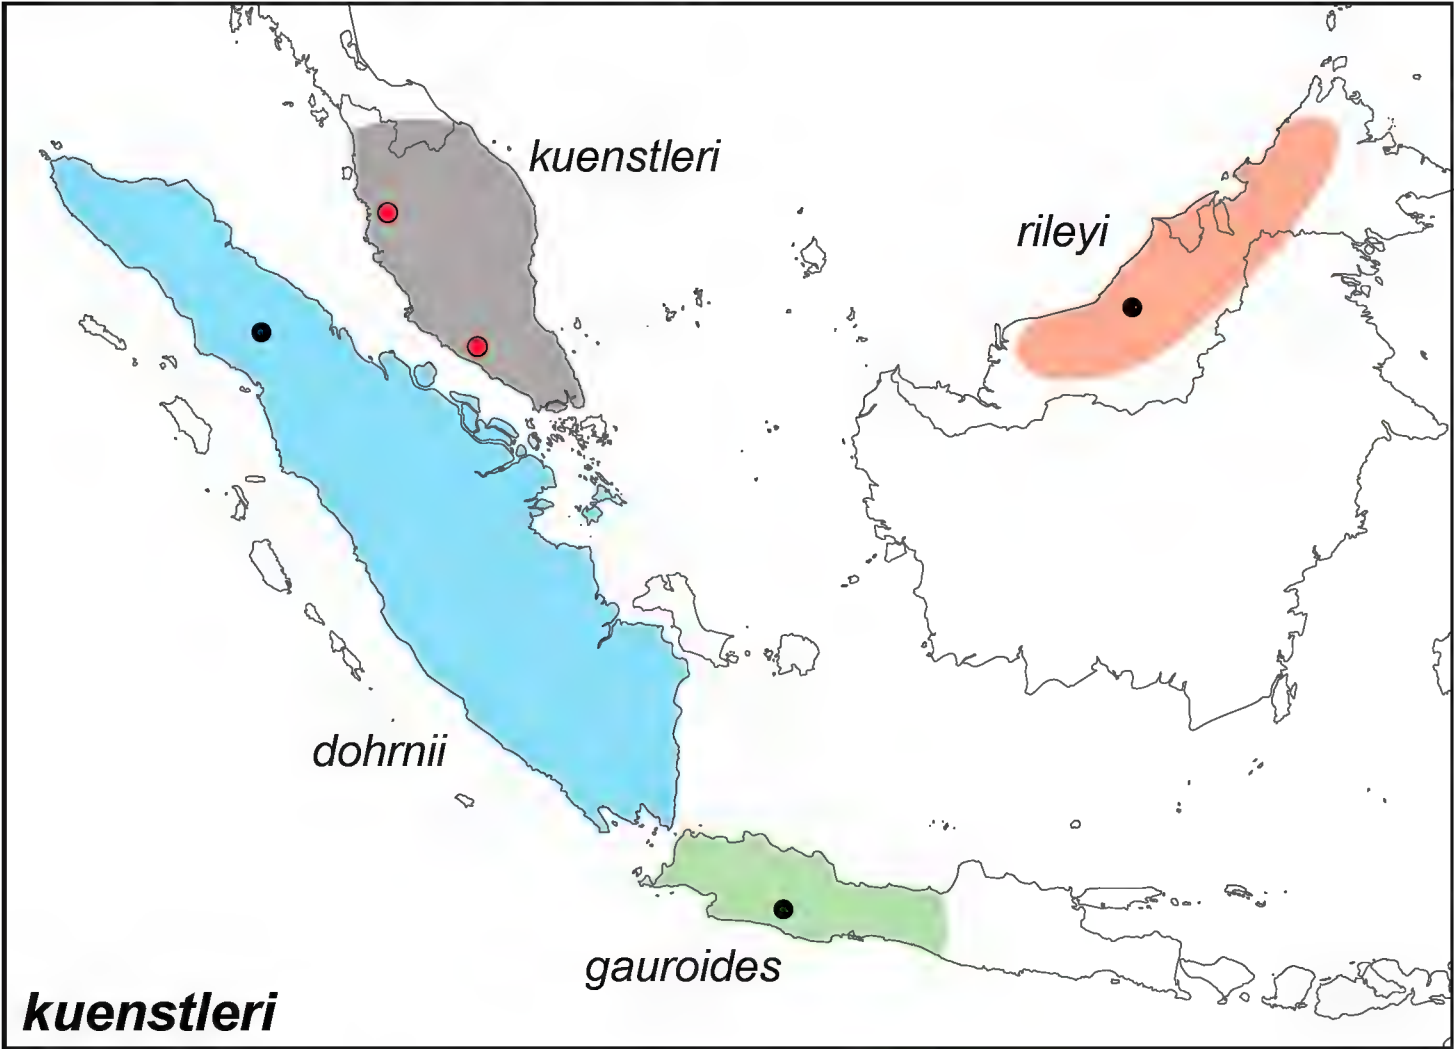 kuenstleri
rileyi
dohrnii
gauroides
kuenstleri